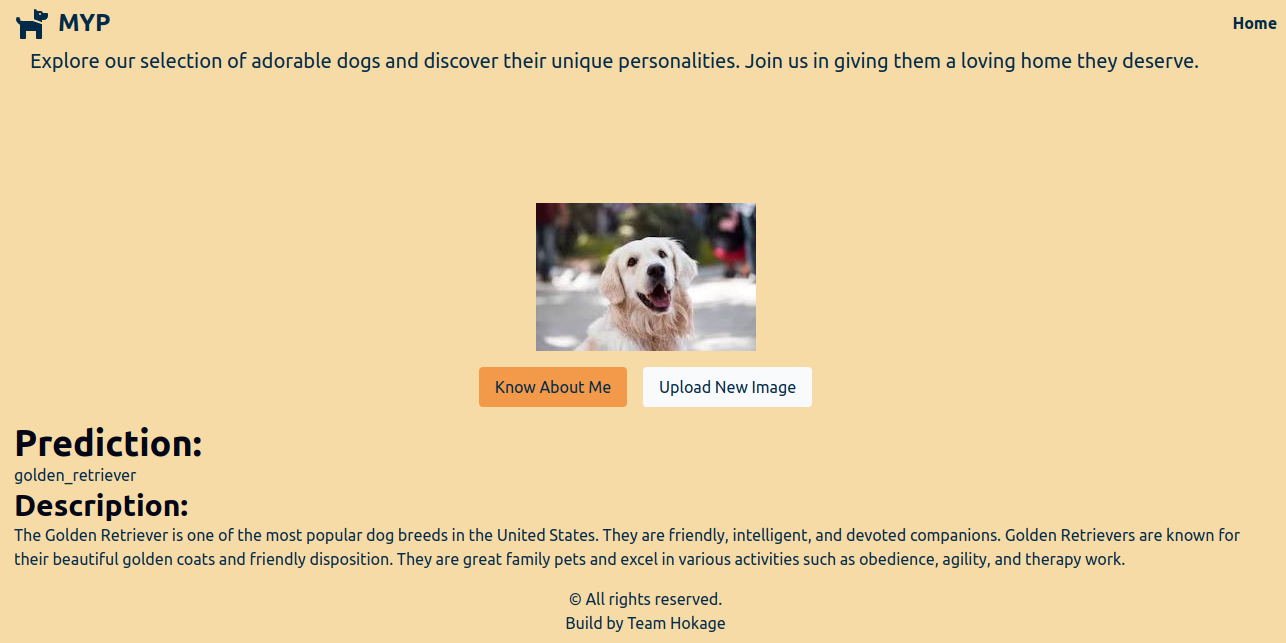 MYP
Home
Explore our selection of adorable dogs and discover their unique personalities. Join us in giving them a loving home they deserve.
Know About Me
Upload New Image
Prediction:
golden_retriever
Description:
The Golden Retriever is one of the most popular dog breeds in the United States. They are friendly, intelligent, and devoted companions. Golden Retrievers are known for
their beautiful golden coats and friendly disposition. They are great family pets and excel in various activities such as obedience, agility, and therapy work.
© All rights reserved.
Build by Team Hokage